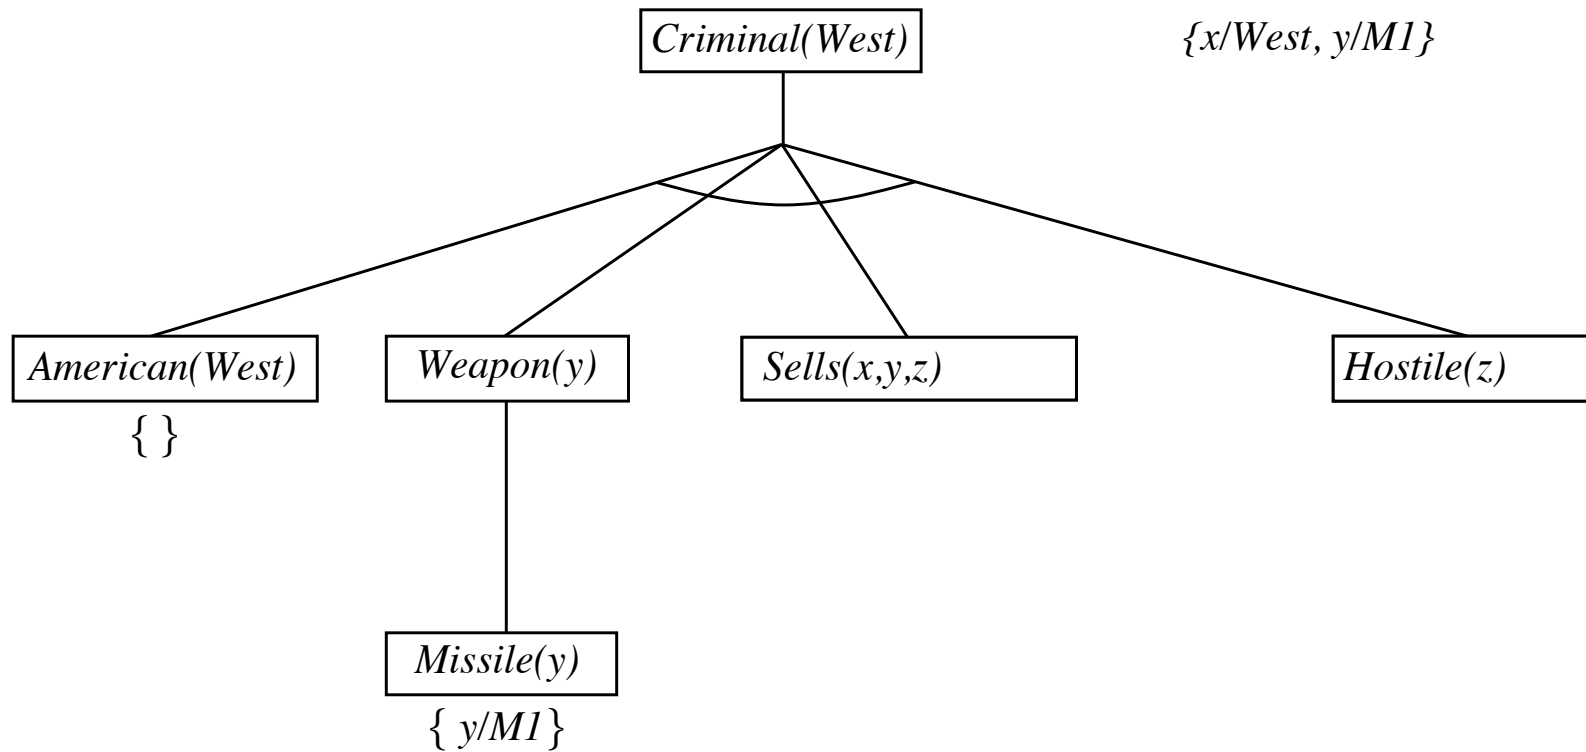 Criminal(West)
{x/West, y/M1}
American(West)
Weapon(y)
Sells(x,y,z)
Hostile(z)
{ }
Missile(y)
{ y/M1}